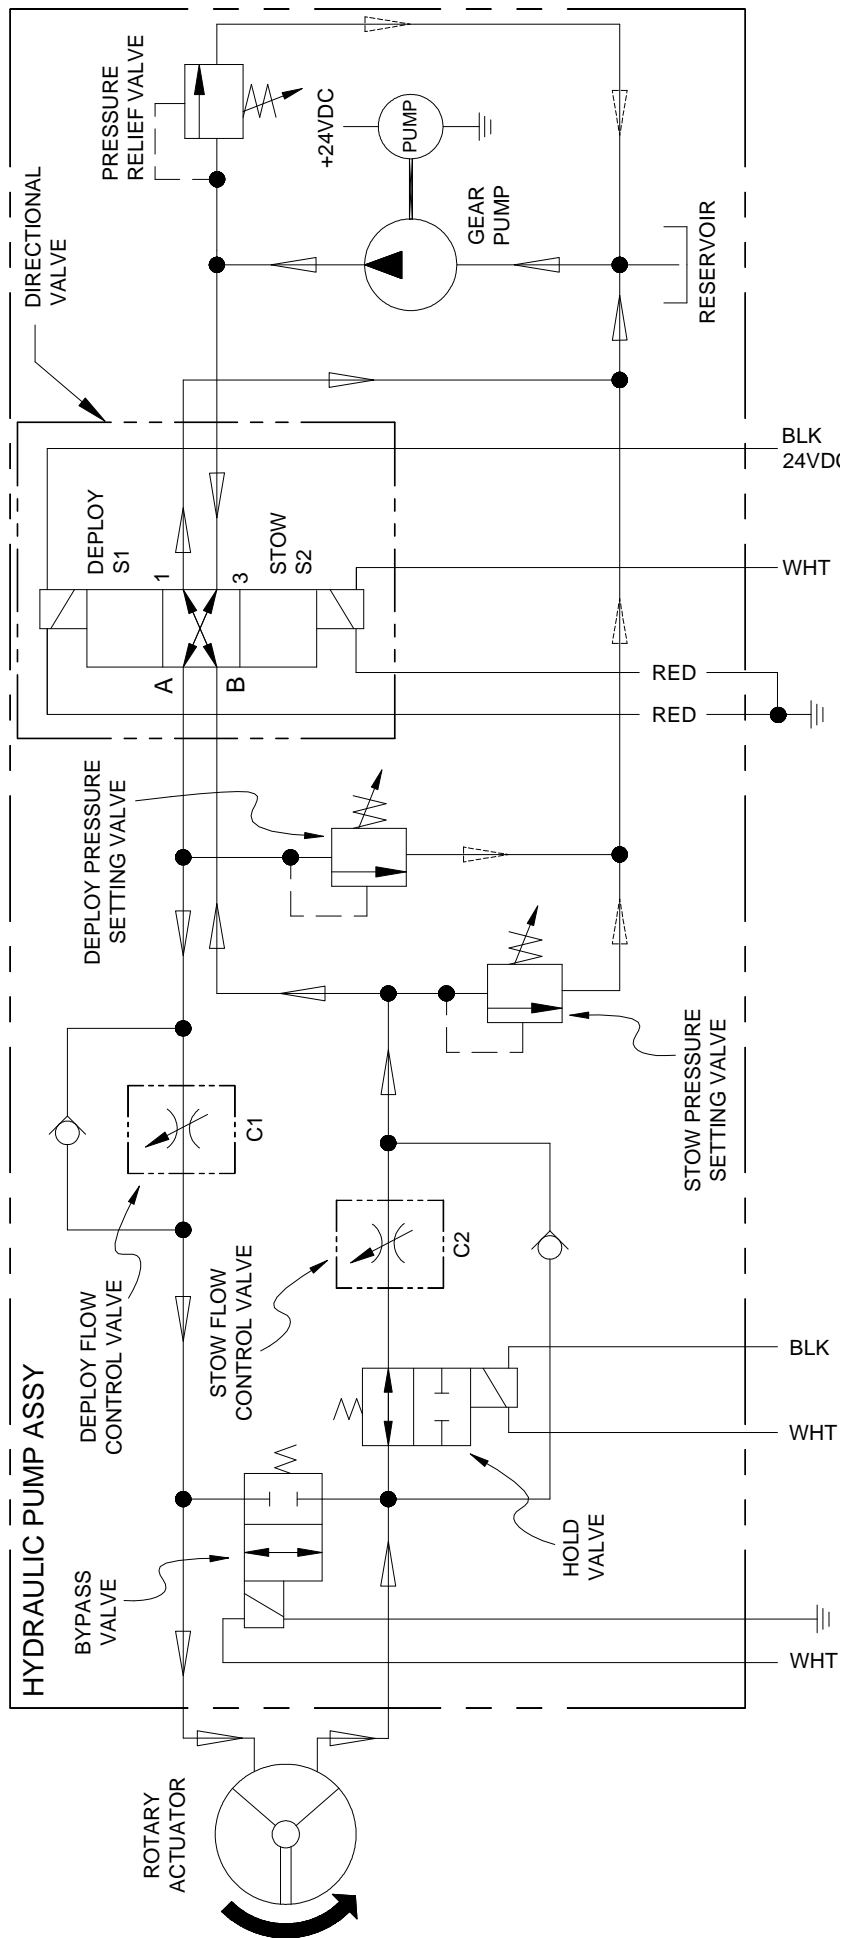 HYDRAULIC PUMP ASSY
PRESSURE
RELIEF VALVE
+24VDC
PUMP
GEAR
PUMP
RESERVOIR
DIRECTIONAL
VALVE
DEPLOY
S1
STOW
S2
1
3
A
B
BLK
24VDC
WHT
RED
RED
DEPLOY PRESSURE
SETTING VALVE
STOW PRESSURE
SETTING VALVE
C1
DEPLOY FLOW
CONTROL VALVE
C2
STOW FLOW
CONTROL VALVE
BLK
WHT
HOLD
VALVE
BYPASS
VALVE
WHT
ROTARY
ACTUATOR